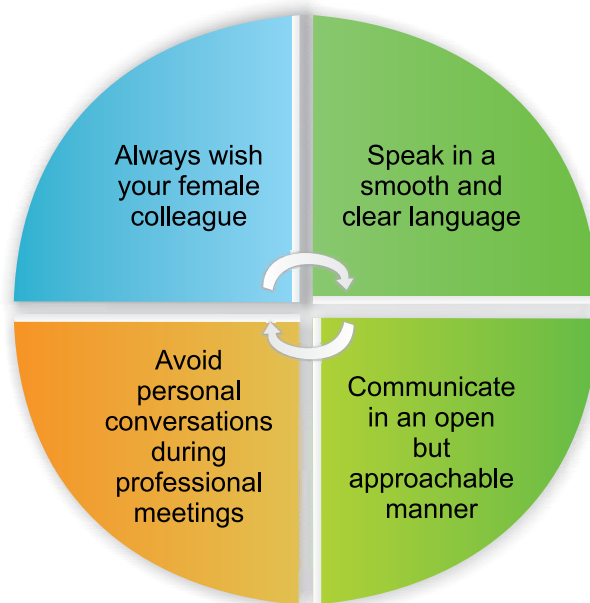 Always wish
your female
colleague
Speak in a
smooth and
clear language
Communicate
in an open
but
approachable
manner
Avoid
personal
conversations
during
professional
meetings